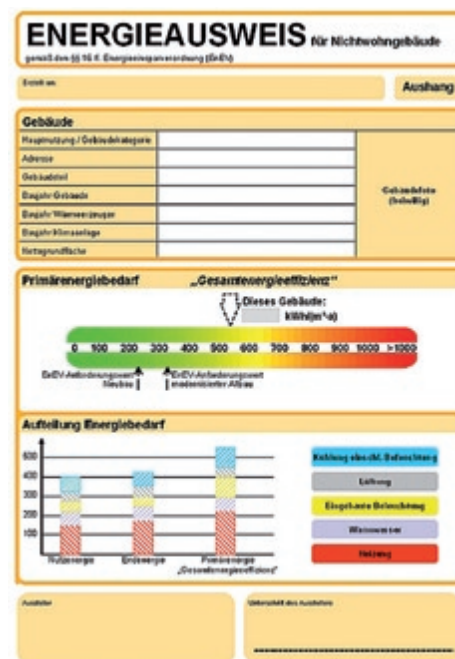 ENERGIEAUSWEIS für Nichtwohngebäude
gemäß den §§ 16 ff. Energieeinsparverordnung (EnEV)
Erstellt am:
Aushang
Gebäude
Hauptnutzung / Gebäudekategorie
Adresse
Gebäudeteil
Baujahr Gebäude
Baujahr Wärmeerzeuger
Baujahr Klimaanlage
Nettogrundfläche
Gebäudefoto
(freiwillig)
Primärenergiebedarf „Gesamtenergieeffizienz“
Dieses Gebäude:
kWh/(m²·a)
0 100 200 300 400 500 600 700 800 900 1000 >1000
EnEV-Anforderungswert
Neubau
EnEV-Anforderungswert
modernisierter Altbau
Aufteilung Energiebedarf
500
400
300
200
100
Nutzenergie
Endenergie
Primärenergie
„Gesamtenergieeffizienz“
Kühlung einschl. Befeuchtung
Lüftung
Eingebaute Beleuchtung
Warmwasser
Heizung
Aussteller
Unterschrift des Ausstellers